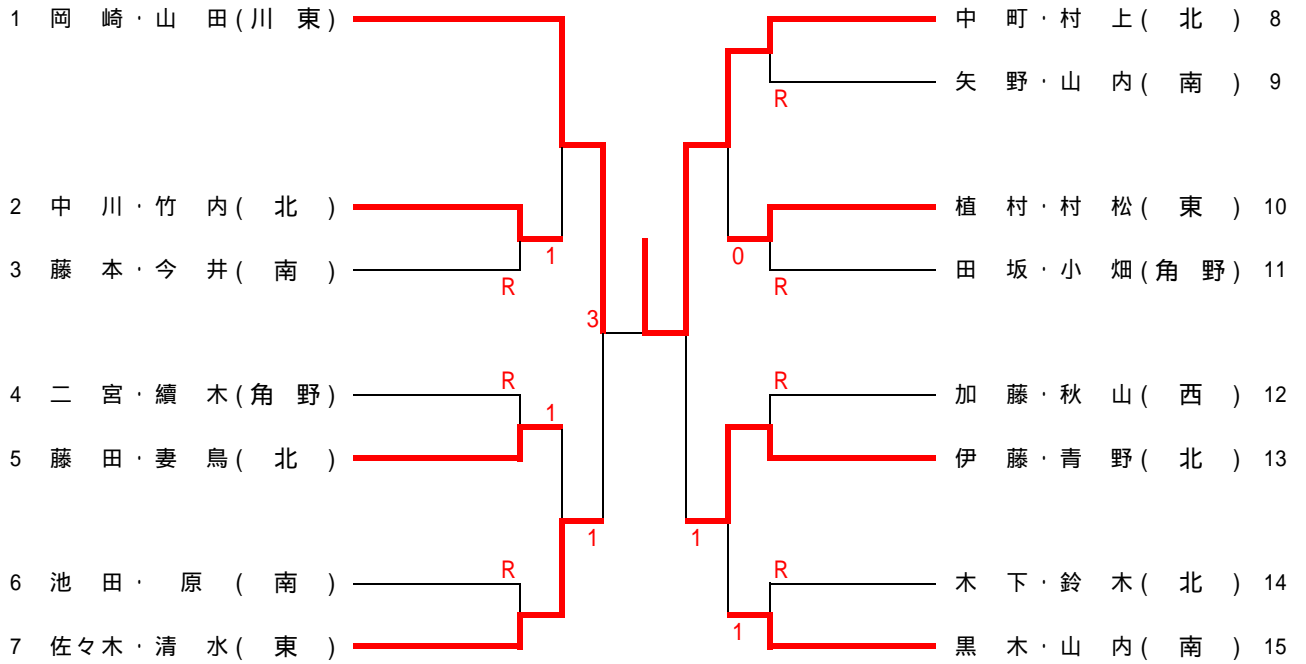 1 岡崎・山田(川東)
中町・村上(北) 8
矢野・山内(南) 9
R
2 中川・竹内(北)
植村・村松(東) 10
1
0
3 藤本・今井(南)
田坂・小畑(角野) 11
R
R
3
R
R
4 二宮・續木(角野)
加藤・秋山(西) 12
1
5 藤田・妻鳥(北)
伊藤・青野(北) 13
1
1
R
R
6 池田・原(南)
木下・鈴木(北) 14
1
7 佐々木・清水(東)
黒木・山内(南) 15